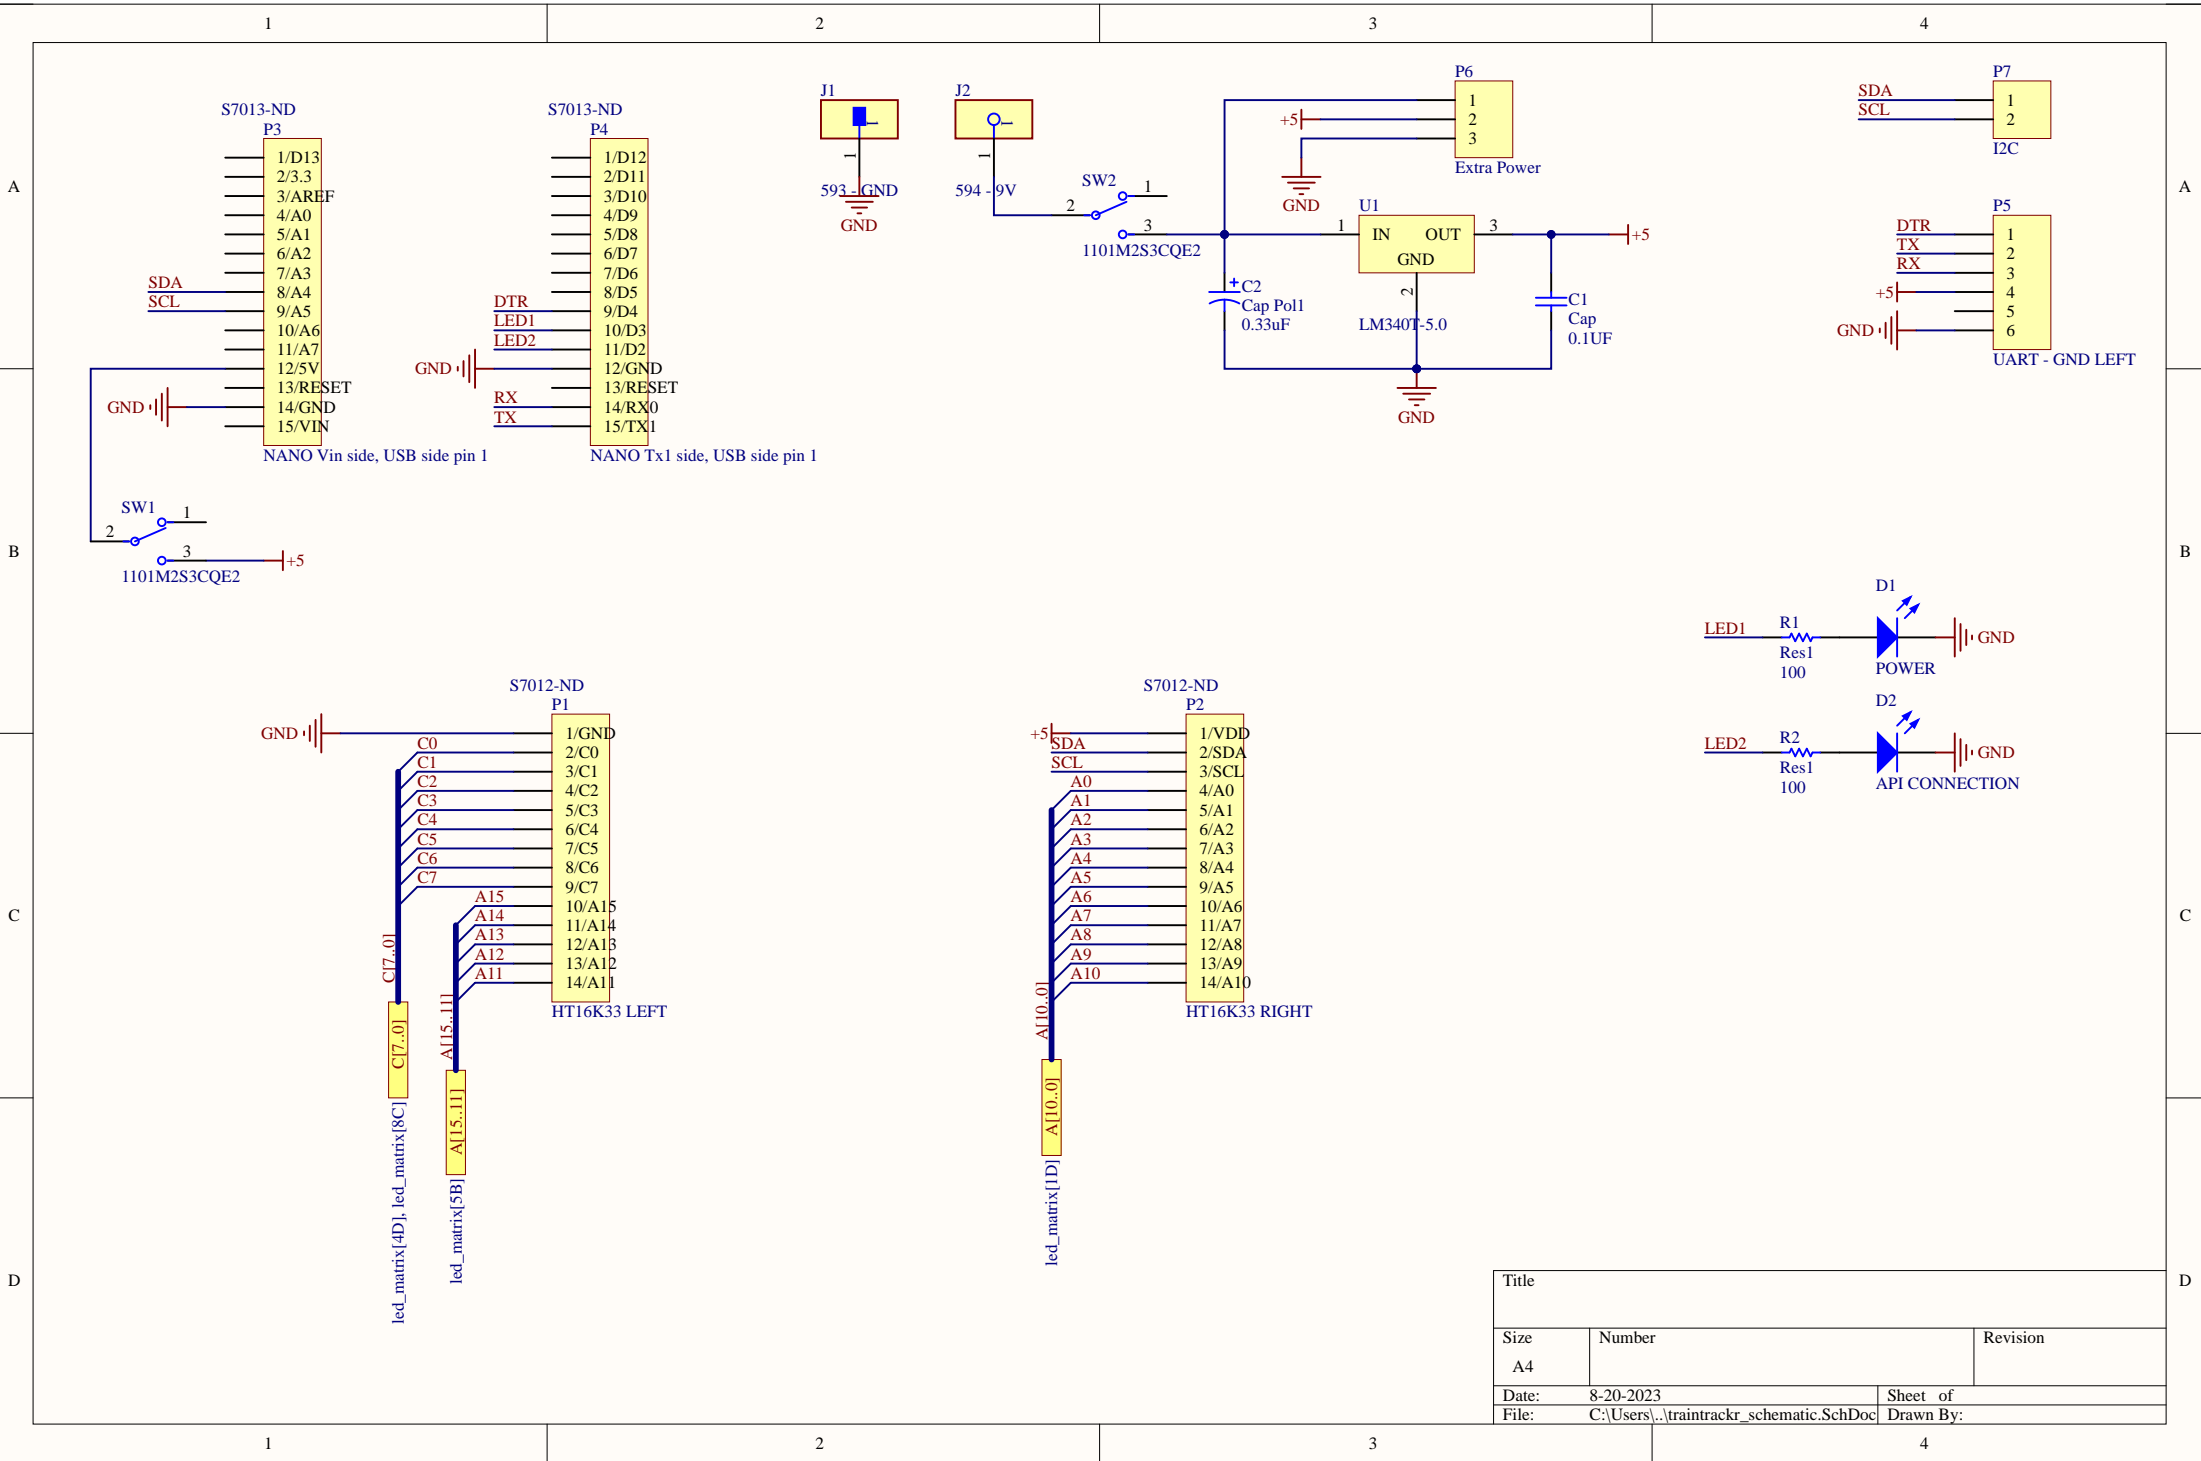 1 2 3 4
A
B
C
D
S7013-ND
P3
1/D13
2/3.3
3/AREF
4/A0
5/A1
6/A2
7/A3
SDA 8/A4
SCL 9/A5
10/A6
11/A7
12/5V
13/RESET
GND 14/GND
15/VIN
NANO Vin side, USB side pin 1
S7013-ND
P4
1/D12
2/D11
3/D10
4/D9
5/D8
6/D7
7/D6
8/D5
DTR 9/D4
LED1 10/D3
LED2 11/D2
GND 12/GND
13/RESET
RX 14/RX0
TX 15/TX1
NANO Tx1 side, USB side pin 1
J1
1
1
593 - GND
GND
J2
1
1
594 - 9V
SW2
1
2
3
1101M2S3CQE2
P6
1
+5 2
3
Extra Power
GND
U1
1 IN OUT 3
GND
2
LM340T-5.0
+5
C2
Cap Pol1
0.33uF
C1
Cap
0.1UF
GND
P7
SDA 1
SCL 2
I2C
P5
DTR 1
TX 2
RX 3
+5 4
5
GND 6
UART - GND LEFT
SW1
1
2
3 +5
1101M2S3CQE2
D1
LED1 R1 GND
Res1
100
POWER
D2
LED2 R2 GND
Res1
100
API CONNECTION
S7012-ND
P1
GND 1/GND
C0 2/C0
C1 3/C1
C2 4/C2
C3 5/C3
C4 6/C4
C5 7/C5
C6 8/C6
C7 9/C7
A15 10/A15
A14 11/A14
A13 12/A13
A12 13/A12
A11 14/A11
HT16K33 LEFT
C[7..0]
C[7..0]
led_matrix[4D], led_matrix[8C]
A[15..11]
A[15..11]
led_matrix[5B]
S7012-ND
P2
+5 1/VDD
SDA 2/SDA
SCL 3/SCL
A0 4/A0
A1 5/A1
A2 6/A2
A3 7/A3
A4 8/A4
A5 9/A5
A6 10/A6
A7 11/A7
A8 12/A8
A9 13/A9
A10 14/A10
HT16K33 RIGHT
A[10..0]
A[10..0]
led_matrix[1D]
A
B
C
D
Title
Size Number Revision
A4
Date: 8-20-2023 Sheet of
File: C:\Users\..\traintrackr_schematic.SchDoc Drawn By:
1 2 3 4